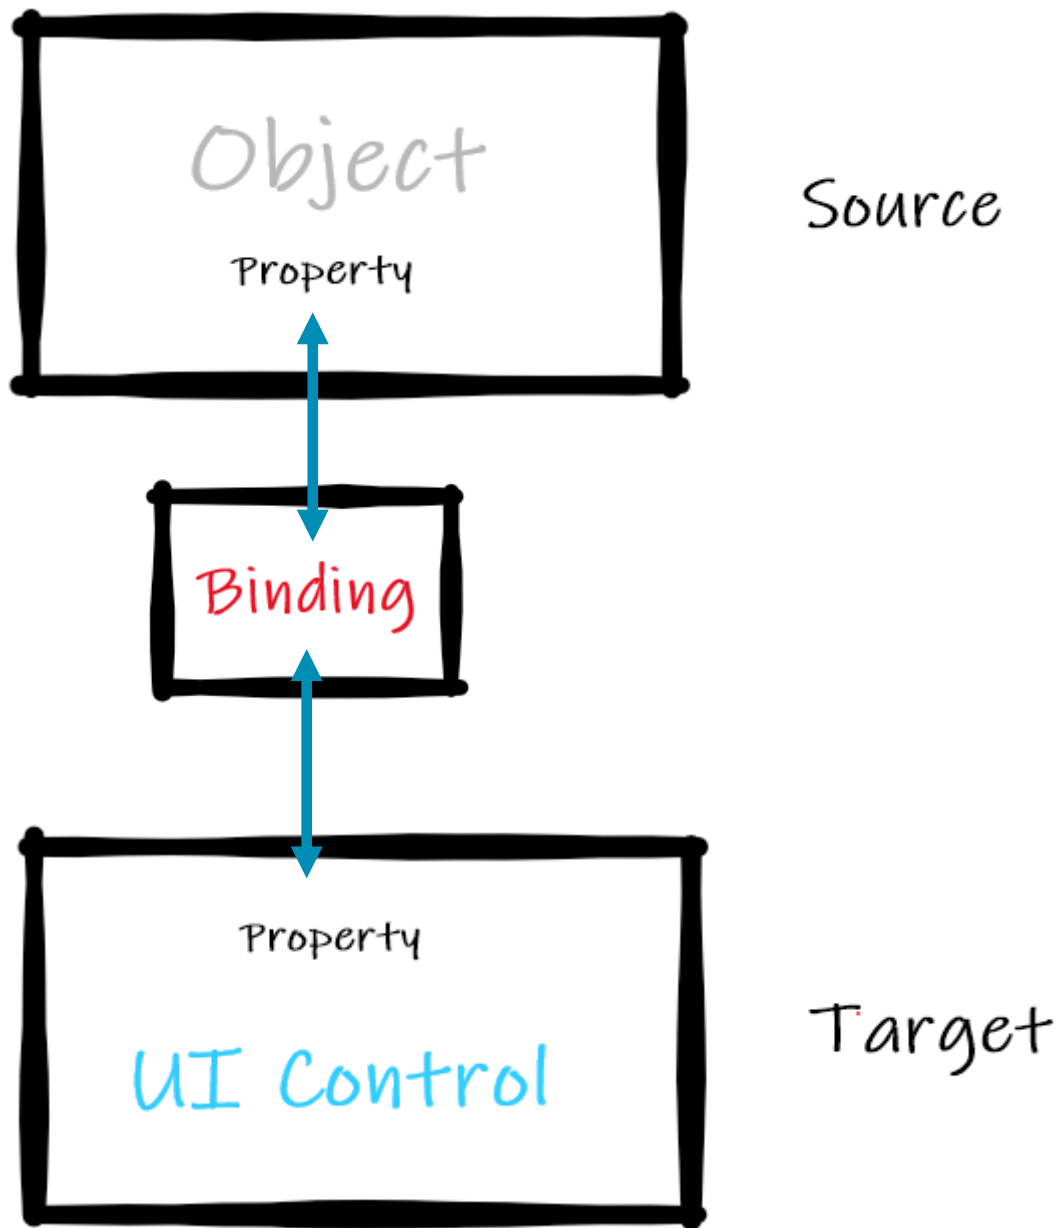 Object
Property
Source
Binding
Property
UI Control
Target